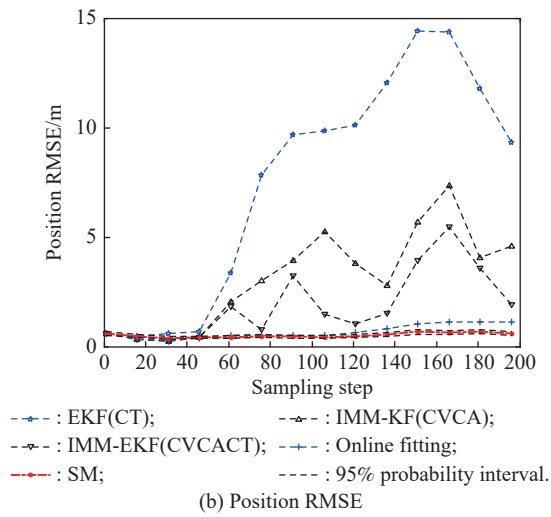 15
10
5
0
Position RMSE/m
0 20 40 60 80 100 120 140 160 180 200
Sampling step
: EKF(CT); : IMM-KF(CVCA);
: IMM-EKF(CVCACT); : Online fitting;
: SM; : 95% probability interval.
(b) Position RMSE